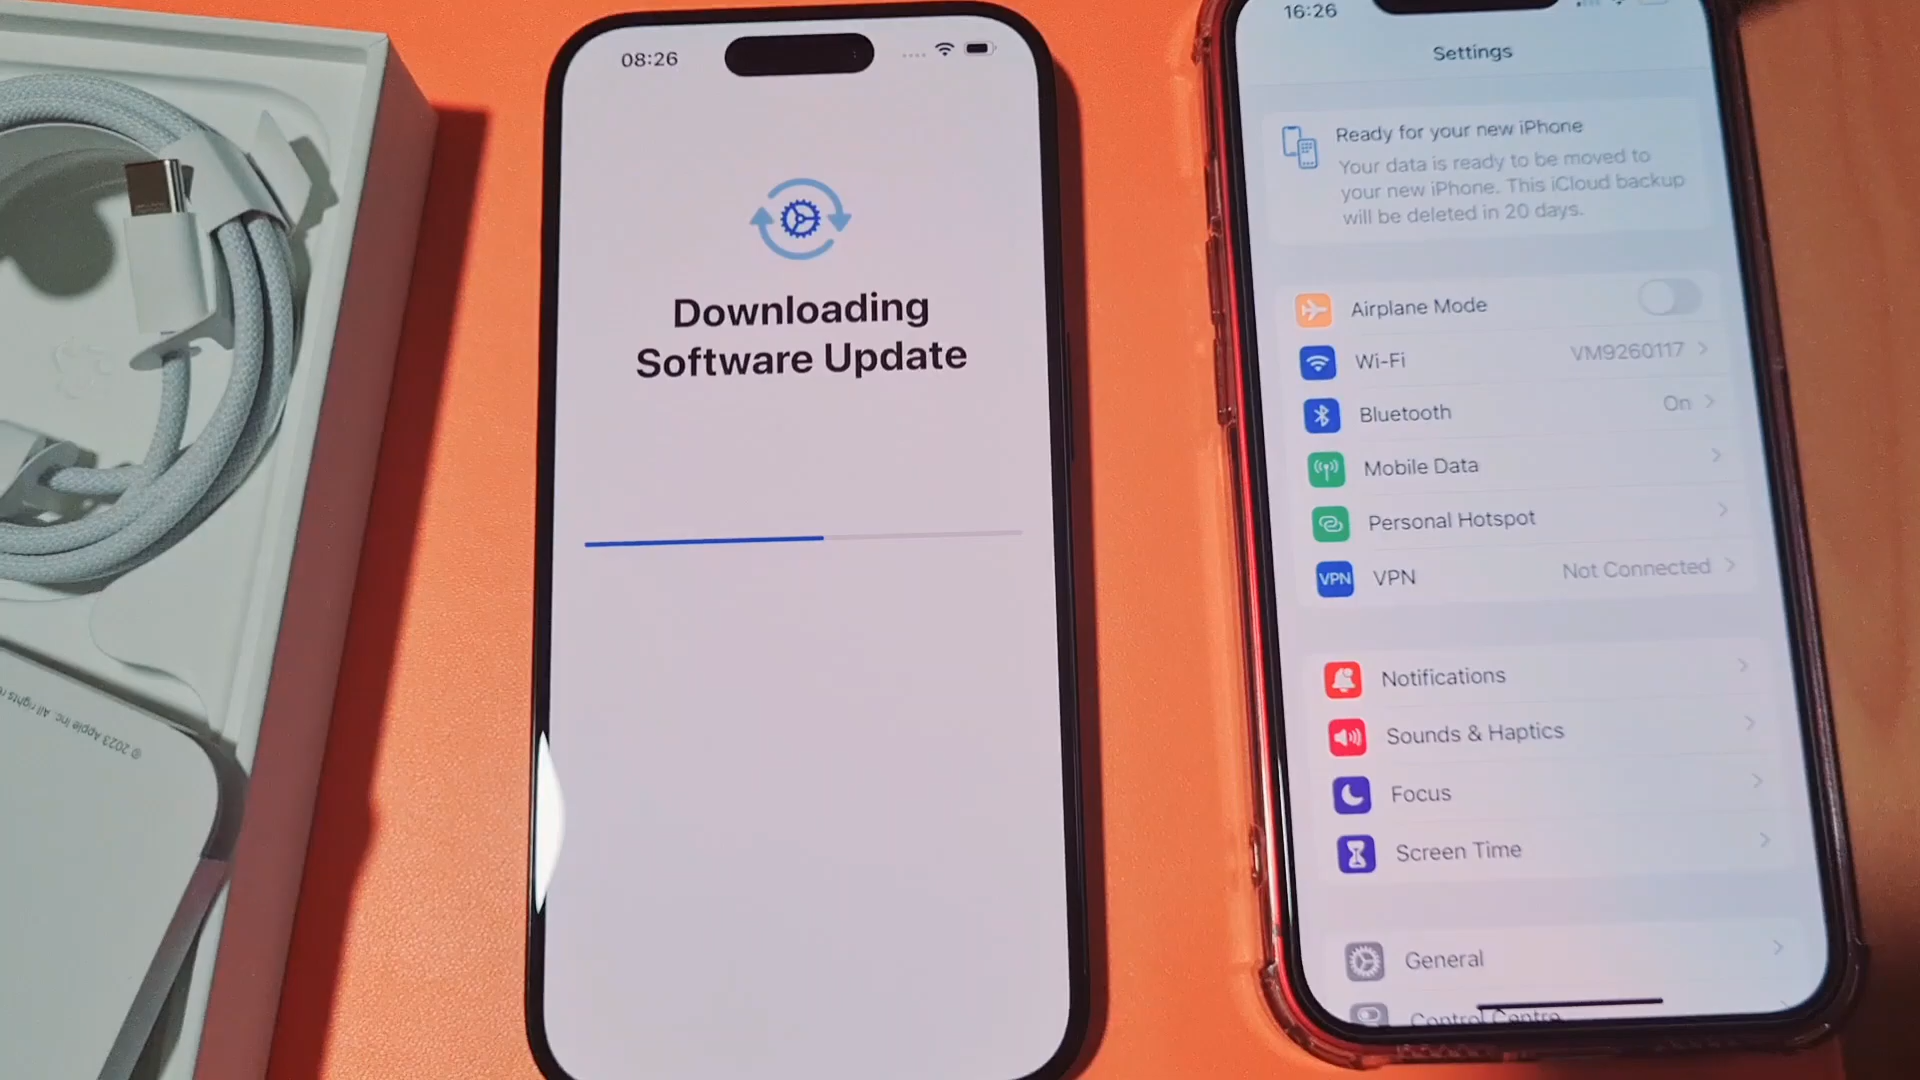 © 2023 Apple Inc. All rights
08:26
Downloading
Software Update
16:26
Settings
Ready for your new iPhone
Your data is ready to be moved to
your new iPhone. This iCloud backup
will be deleted in 20 days.
Airplane Mode
Wi-Fi VM9260117
Bluetooth On
Mobile Data
Personal Hotspot
VPN VPN Not Connected
Notifications
Sounds & Haptics
Focus
Screen Time
General
Control Centre